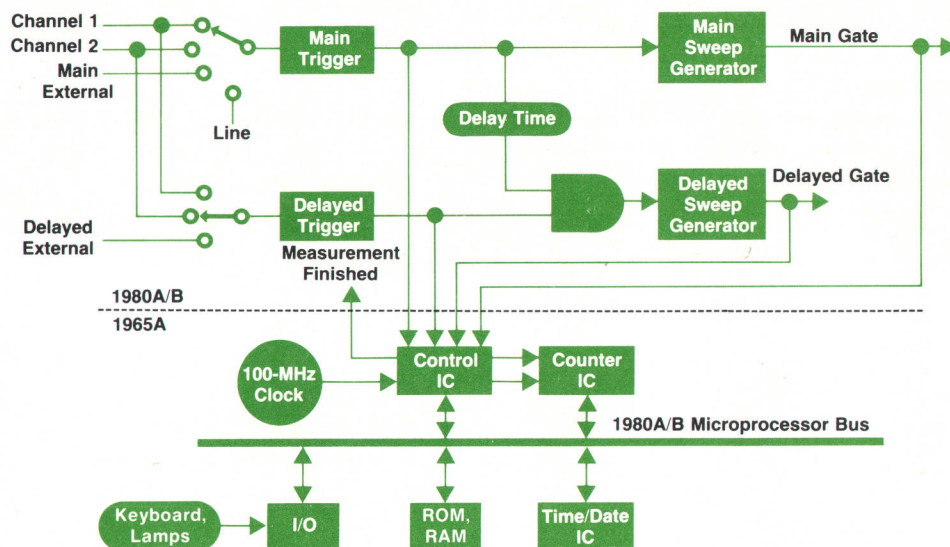 Channel 1
Channel 2
Main
External
Line
Main
Trigger
Main
Sweep
Generator
Main Gate
Delay Time
Delayed
External
Delayed
Trigger
Delayed
Sweep
Generator
Delayed Gate
Measurement
Finished
1980A/B
1965A
100-MHz
Clock
Control
IC
Counter
IC
1980A/B Microprocessor Bus
Keyboard,
Lamps
I/O
ROM,
RAM
Time/Date
IC